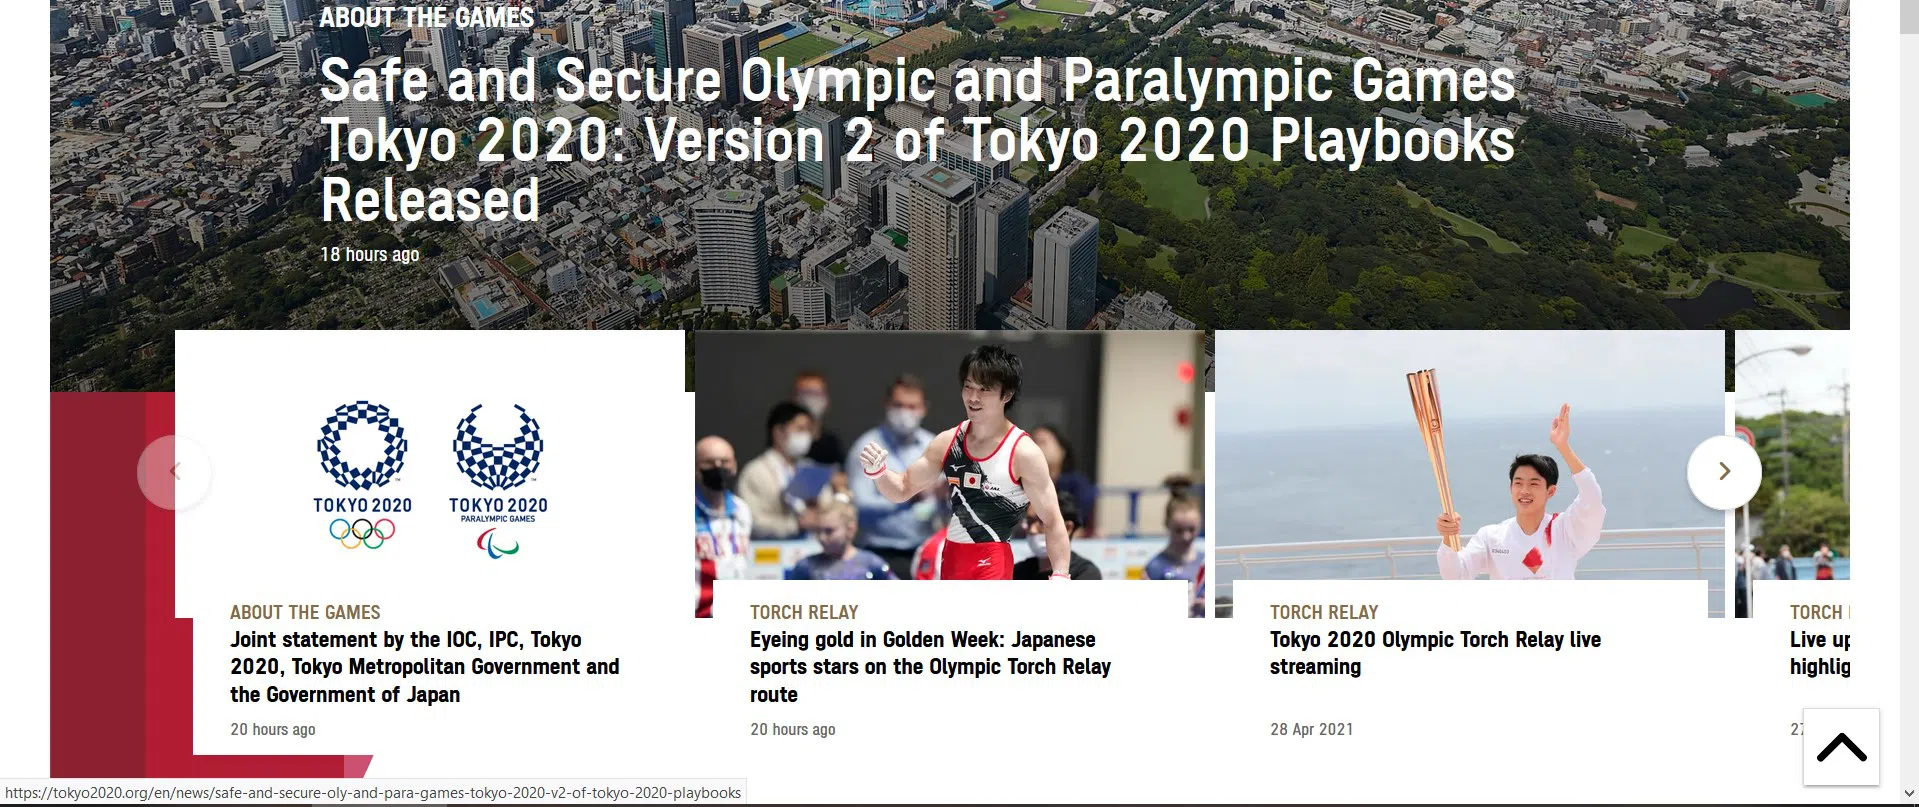 ABOUT THE GAMES
Safe and Secure Olympic and Paralympic Games
Tokyo 2020: Version 2 of Tokyo 2020 Playbooks
Released
18 hours ago
TOKYO 2020
TOKYO 2020
PARALYMPIC GAMES
ABOUT THE GAMES
Joint statement by the IOC, IPC, Tokyo
2020, Tokyo Metropolitan Government and
the Government of Japan
20 hours ago
TORCH RELAY
Eyeing gold in Golden Week: Japanese
sports stars on the Olympic Torch Relay
route
20 hours ago
TORCH RELAY
Tokyo 2020 Olympic Torch Relay live
streaming
28 Apr 2021
TORCH
Live up
highlig
27
https://tokyo2020.org/en/news/safe-and-secure-oly-and-para-games-tokyo-2020-v2-of-tokyo-2020-playbooks